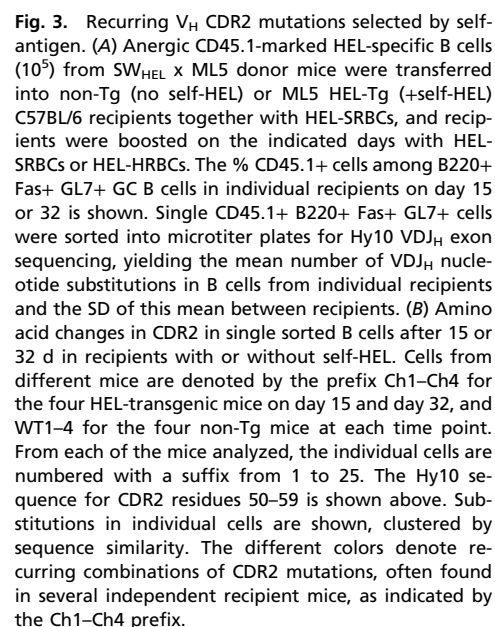 Fig. 3. Recurring VH CDR2 mutations selected by self-
antigen. (A) Anergic CD45.1-marked HEL-specific B cells
(10⁵) from SWHEL x ML5 donor mice were transferred
into non-Tg (no self-HEL) or ML5 HEL-Tg (+self-HEL)
C57BL/6 recipients together with HEL-SRBCs, and recip-
ients were boosted on the indicated days with HEL-
SRBCs or HEL-HRBCs. The % CD45.1+ cells among B220+
Fas+ GL7+ GC B cells in individual recipients on day 15
or 32 is shown. Single CD45.1+ B220+ Fas+ GL7+ cells
were sorted into microtiter plates for Hy10 VDJH exon
sequencing, yielding the mean number of VDJH nucle-
otide substitutions in B cells from individual recipients
and the SD of this mean between recipients. (B) Amino
acid changes in CDR2 in single sorted B cells after 15 or
32 d in recipients with or without self-HEL. Cells from
different mice are denoted by the prefix Ch1–Ch4 for
the four HEL-transgenic mice on day 15 and day 32, and
WT1–4 for the four non-Tg mice at each time point.
From each of the mice analyzed, the individual cells are
numbered with a suffix from 1 to 25. The Hy10 se-
quence for CDR2 residues 50–59 is shown above. Sub-
stitutions in individual cells are shown, clustered by
sequence similarity. The different colors denote re-
curring combinations of CDR2 mutations, often found
in several independent recipient mice, as indicated by
the Ch1–Ch4 prefix.